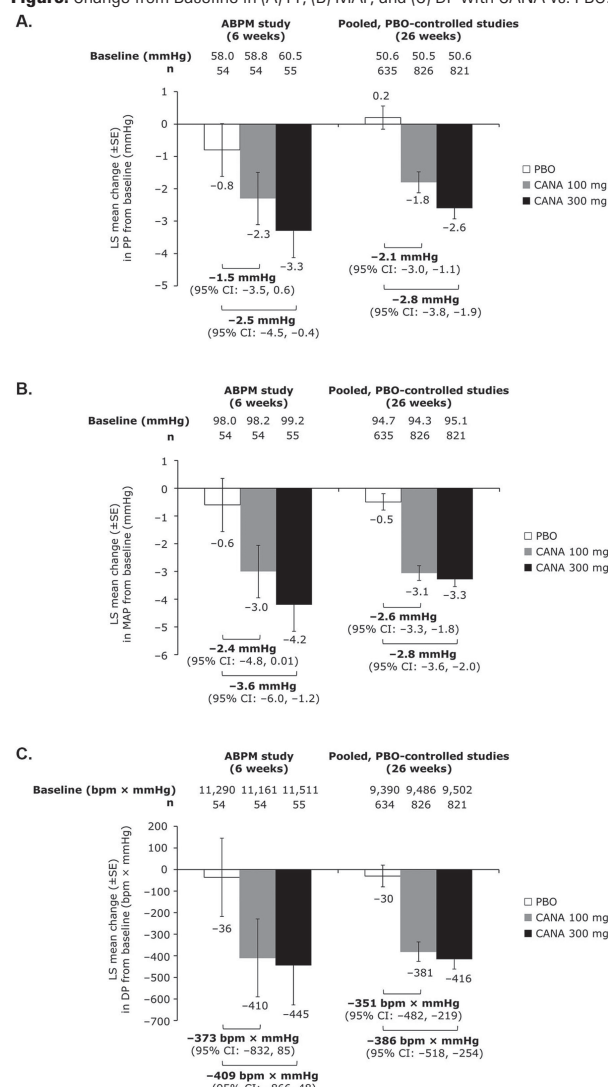 Figure. Change from Baseline in (A) PP, (B) MAP, and (C) DP With CANA vs. PBO.
A.
ABPM study Pooled, PBO-controlled studies
(6 weeks) (26 weeks)
Baseline (mmHg) 58.0 58.8 60.5 50.6 50.5 50.6
n 54 54 55 635 826 821
LS mean change (±SE)
in PP from baseline (mmHg)
1
0
−1
−2
−3
−4
−5
−0.8
−2.3
−3.3
0.2
−1.8
−2.6
−1.5 mmHg
(95% CI: −3.5, 0.6)
−2.5 mmHg
(95% CI: −4.5, −0.4)
−2.1 mmHg
(95% CI: −3.0, −1.1)
−2.8 mmHg
(95% CI: −3.8, −1.9)
PBO
CANA 100 mg
CANA 300 mg
B.
ABPM study Pooled, PBO-controlled studies
(6 weeks) (26 weeks)
Baseline (mmHg) 98.0 98.2 99.2 94.7 94.3 95.1
n 54 54 55 635 826 821
LS mean change (±SE)
in MAP from baseline (mmHg)
1
0
−1
−2
−3
−4
−5
−6
−0.6
−3.0
−4.2
−0.5
−3.1
−3.3
−2.4 mmHg
(95% CI: −4.8, 0.01)
−3.6 mmHg
(95% CI: −6.0, −1.2)
−2.6 mmHg
(95% CI: −3.3, −1.8)
−2.8 mmHg
(95% CI: −3.6, −2.0)
PBO
CANA 100 mg
CANA 300 mg
C.
ABPM study Pooled, PBO-controlled studies
(6 weeks) (26 weeks)
Baseline (bpm × mmHg) 11,290 11,161 11,511 9,390 9,486 9,502
n 54 54 55 634 826 821
LS mean change (±SE)
in DP from baseline (bpm × mmHg)
200
100
0
−100
−200
−300
−400
−500
−600
−700
−36
−410
−445
−30
−381
−416
−373 bpm × mmHg
(95% CI: −832, 85)
−409 bpm × mmHg
(95% CI: −866, 48)
−351 bpm × mmHg
(95% CI: −482, −219)
−386 bpm × mmHg
(95% CI: −518, −254)
PBO
CANA 100 mg
CANA 300 mg